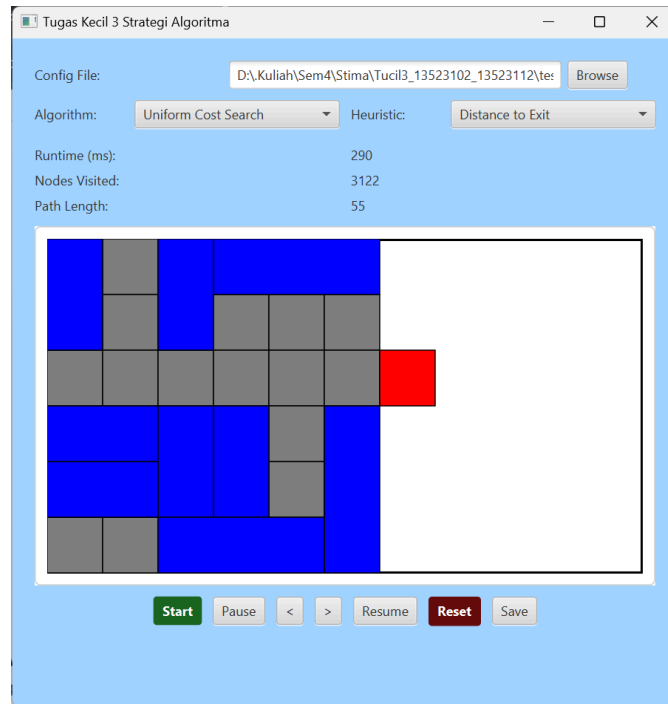 Tugas Kecil 3 Strategi Algoritma
Config File: D:\.Kuliah\Sem4\Stima\Tucil3_13523102_13523112\tes Browse
Algorithm: Uniform Cost Search Heuristic: Distance to Exit
Runtime (ms): 290
Nodes Visited: 3122
Path Length: 55
Start Pause < > Resume Reset Save